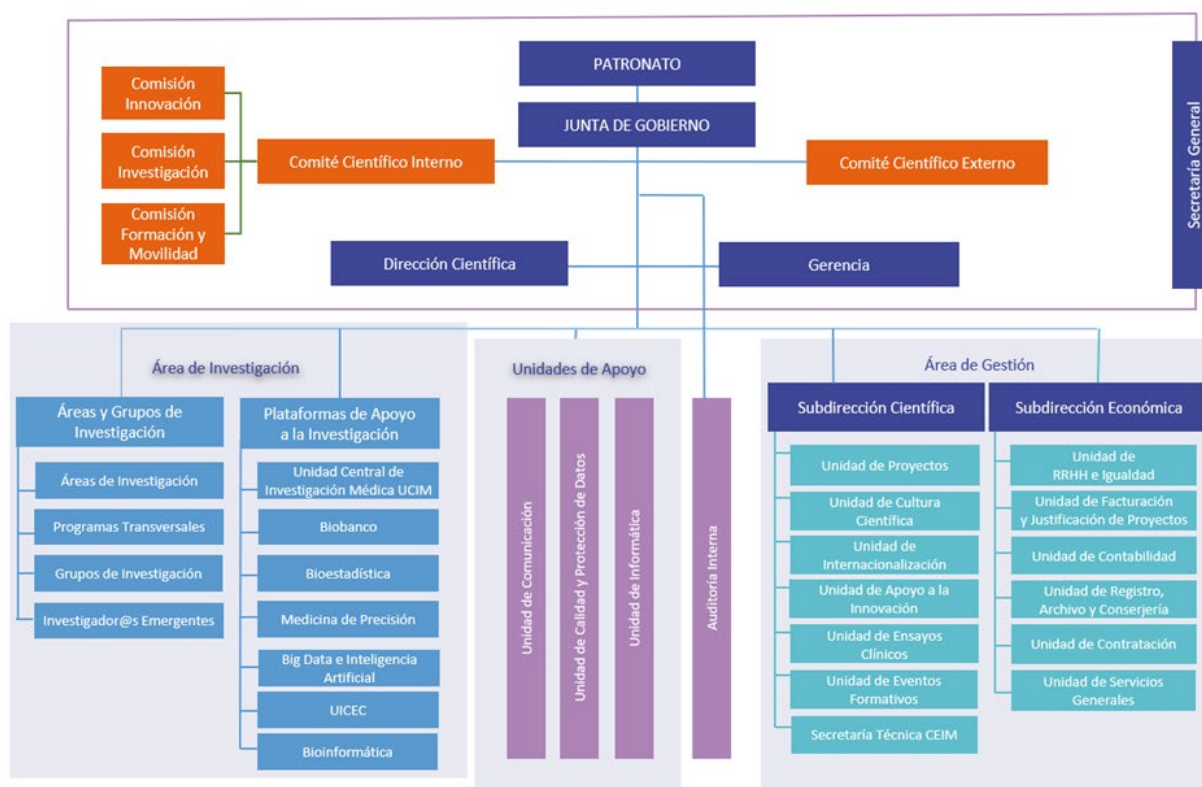 PATRONATO
JUNTA DE GOBIERNO
Secretaría General
Comisión
Innovación
Comisión
Investigación
Comisión
Formación y
Movilidad
Comité Científico Interno
Comité Científico Externo
Dirección Científica
Gerencia
Área de Investigación
Áreas y Grupos de
Investigación
Áreas de Investigación
Programas Transversales
Grupos de Investigación
Investigador@s Emergentes
Plataformas de Apoyo
a la Investigación
Unidad Central de
Investigación Médica UCIM
Biobanco
Bioestadística
Medicina de Precisión
Big Data e Inteligencia
Artificial
UICEC
Bioinformática
Unidades de Apoyo
Unidad de Comunicación
Unidad de Calidad y Protección de Datos
Unidad de Informática
Auditoría Interna
Área de Gestión
Subdirección Científica
Unidad de Proyectos
Unidad de Cultura
Científica
Unidad de
Internacionalización
Unidad de Apoyo a la
Innovación
Unidad de Ensayos
Clínicos
Unidad de Eventos
Formativos
Secretaría Técnica CEIM
Subdirección Económica
Unidad de
RRHH e Igualdad
Unidad de Facturación
y Justificación de Proyectos
Unidad de Contabilidad
Unidad de Registro,
Archivo y Conserjería
Unidad de Contratación
Unidad de Servicios
Generales